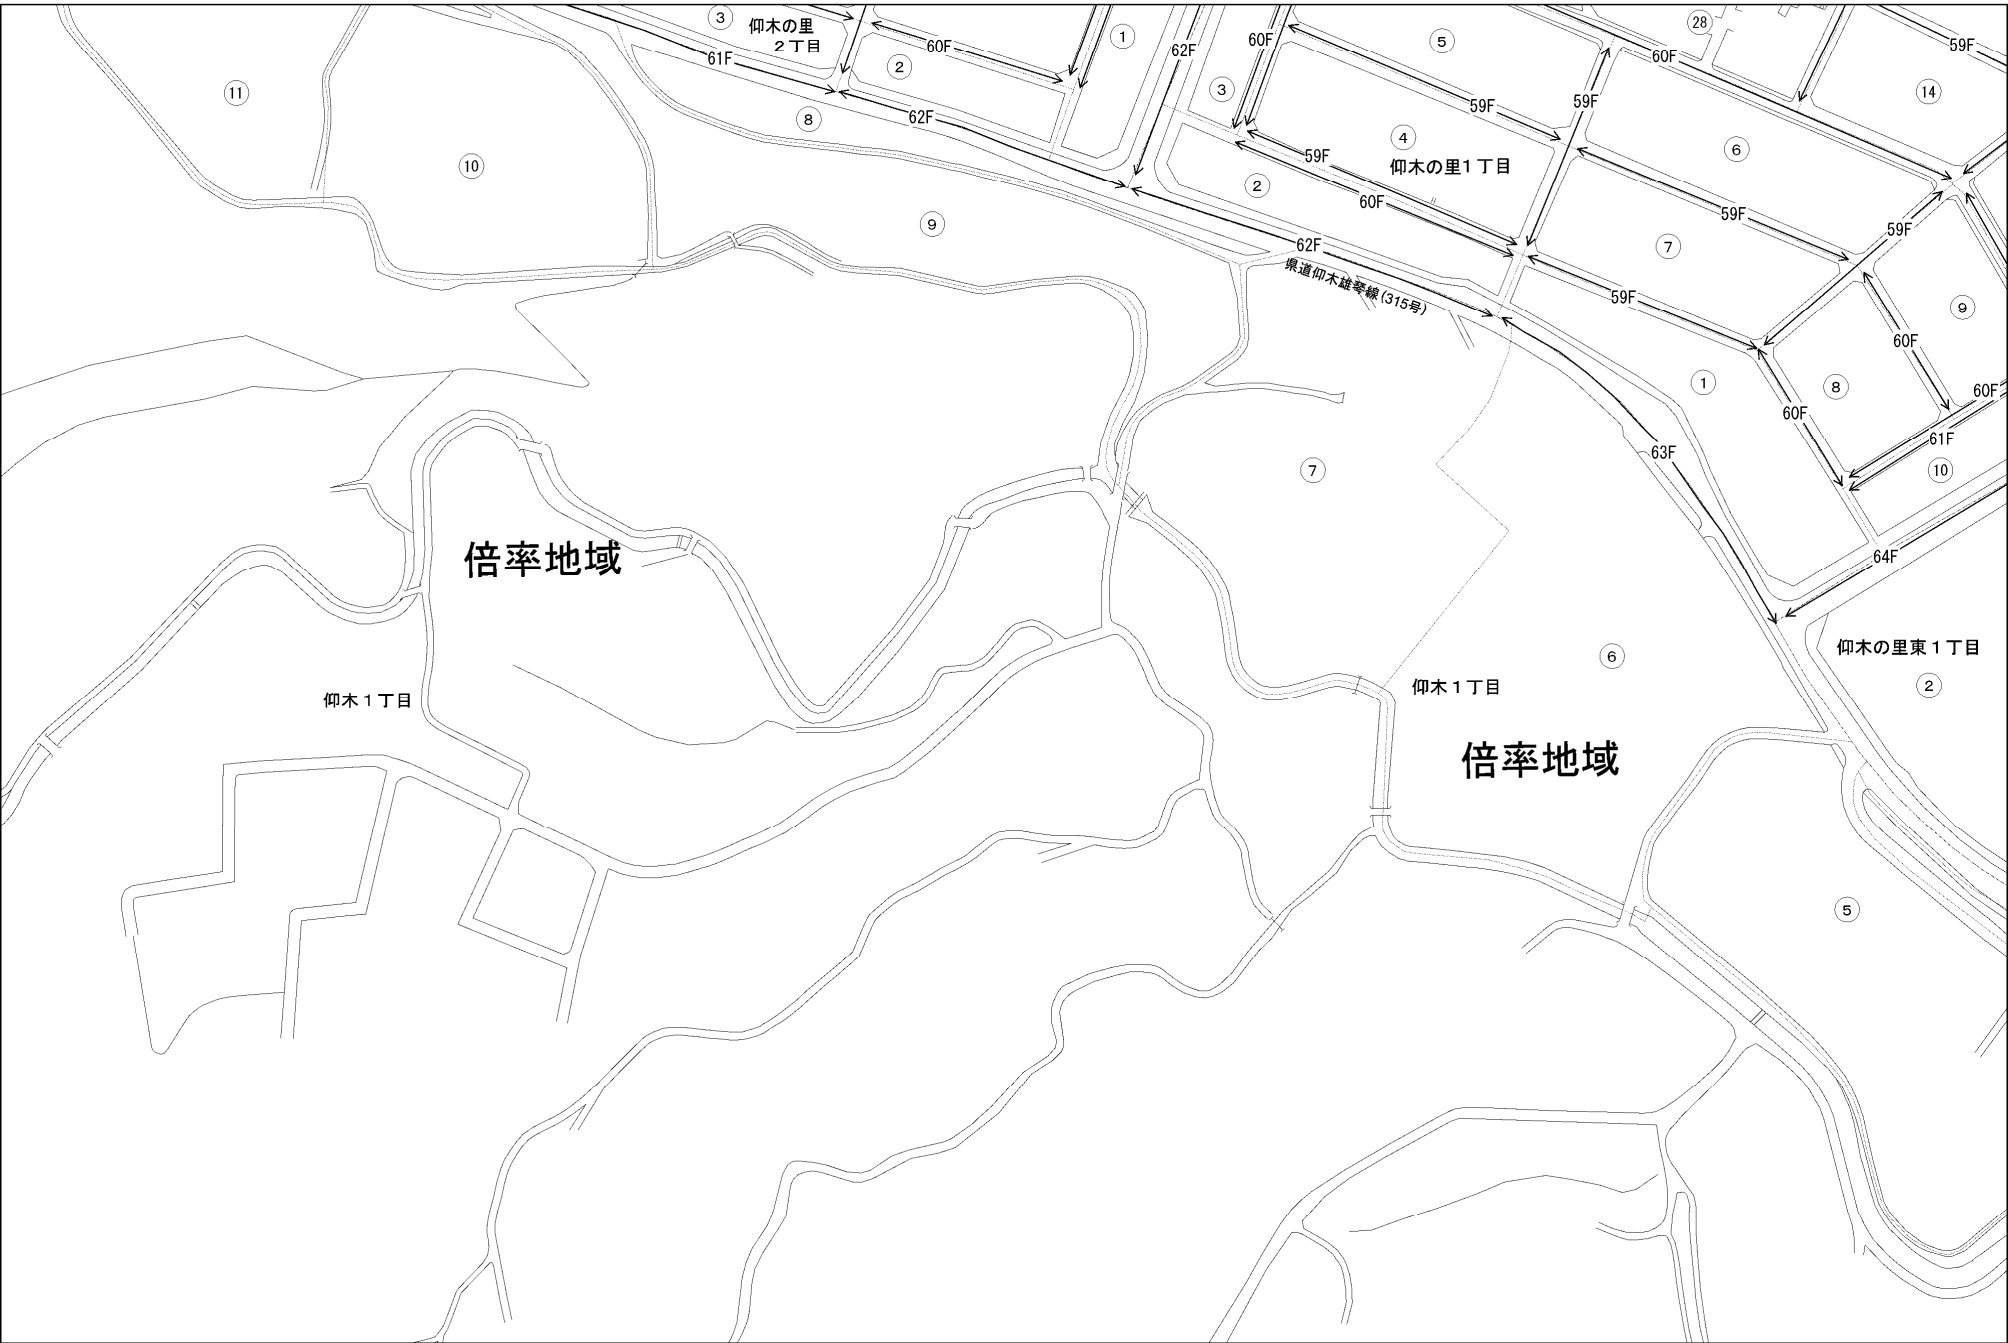 ③
仰木の里
２丁目
60F
①
62F
60F
⑤
28
60F
59F
61F
②
⑪
③
59F
59F
⑭
⑧
62F
④
⑥
⑩
59F
仰木の里１丁目
②
60F
59F
⑨
59F
62F
⑦
県道仰木雄琴線(315号)
59F
⑨
60F
①
⑧
60F
60F
61F
63F
⑦
⑩
倍率地域
64F
仰木の里東１丁目
⑥
②
仰木１丁目
仰木１丁目
倍率地域
⑤